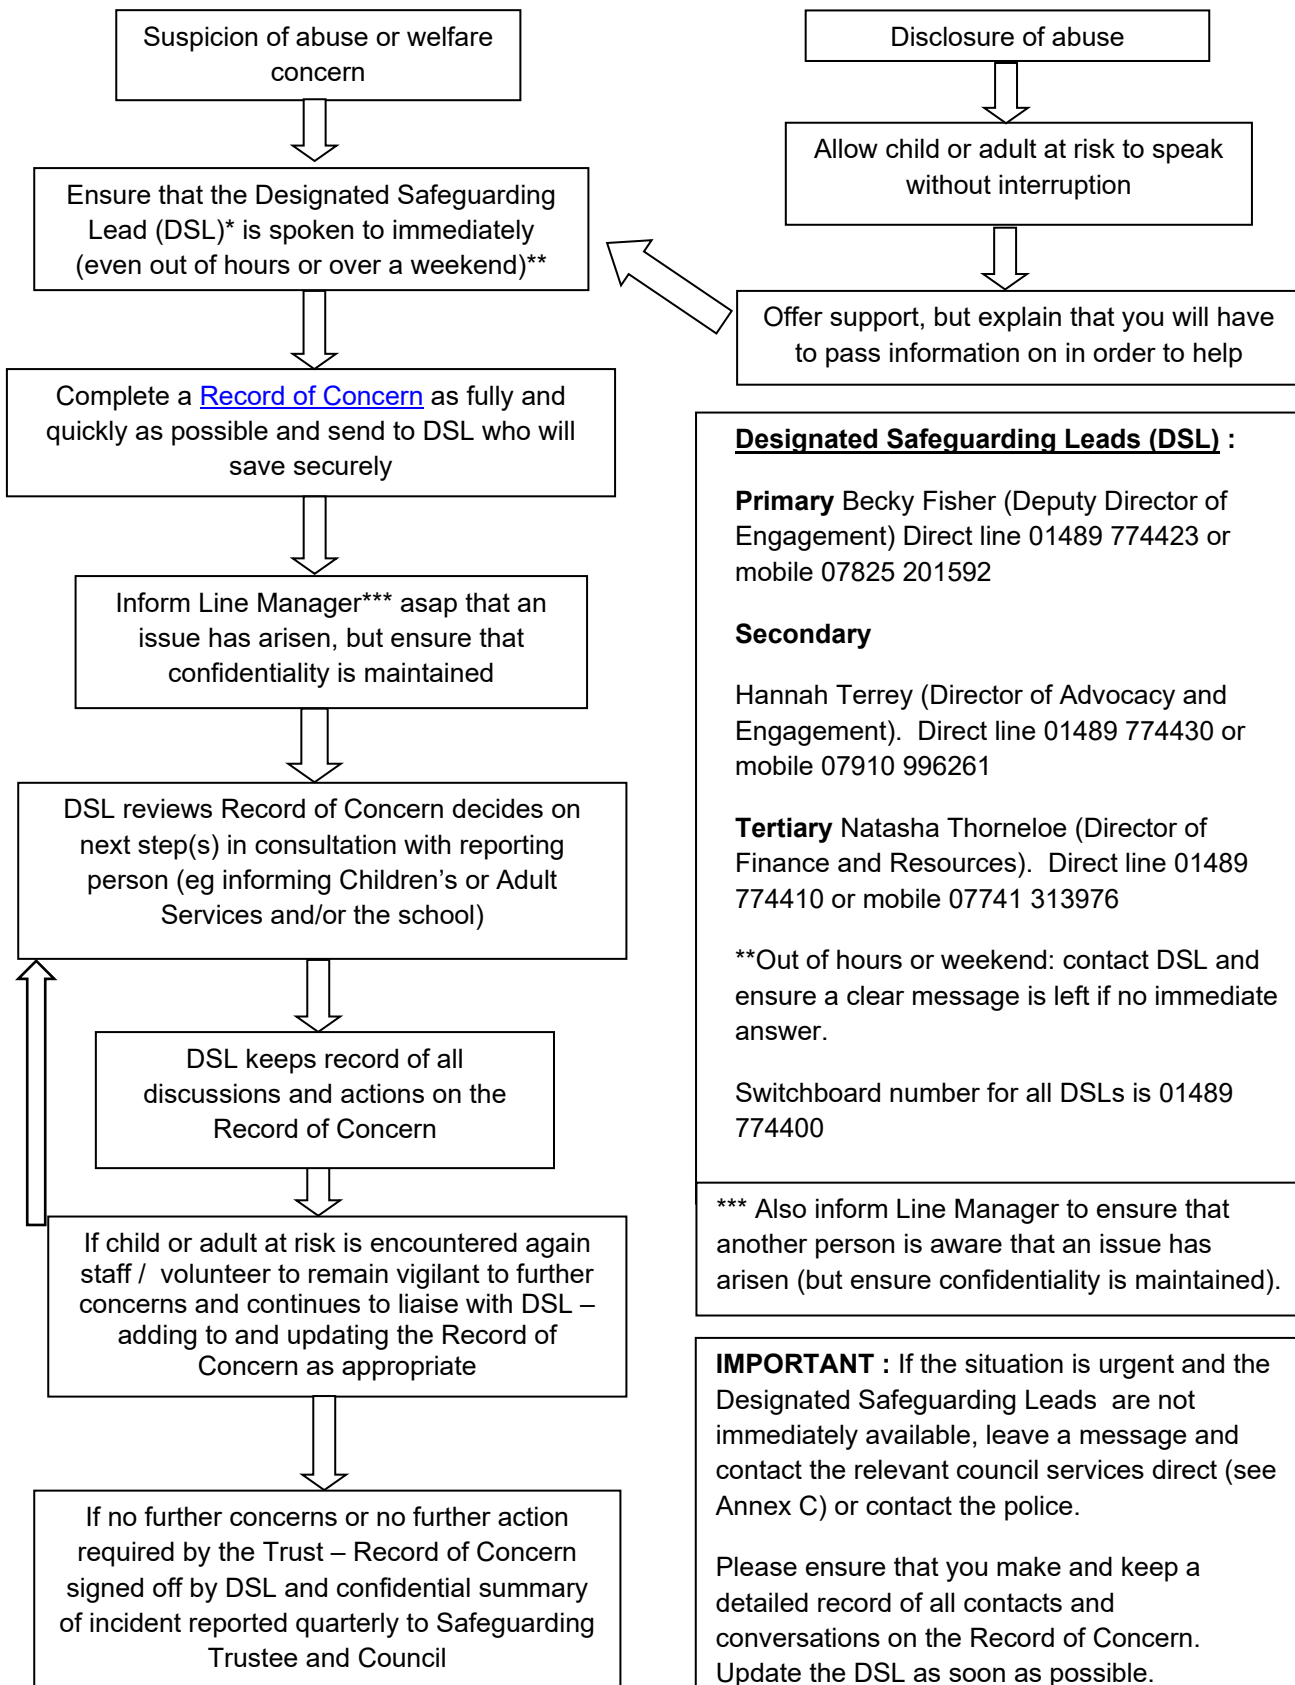 Suspicion of abuse or welfare
concern
Ensure that the Designated Safeguarding
Lead (DSL)* is spoken to immediately
(even out of hours or over a weekend)**
Complete a Record of Concern as fully and
quickly as possible and send to DSL who will
save securely
Inform Line Manager*** asap that an
issue has arisen, but ensure that
confidentiality is maintained
DSL reviews Record of Concern decides on
next step(s) in consultation with reporting
person (eg informing Children’s or Adult
Services and/or the school)
DSL keeps record of all
discussions and actions on the
Record of Concern
If child or adult at risk is encountered again
staff / volunteer to remain vigilant to further
concerns and continues to liaise with DSL –
adding to and updating the Record of
Concern as appropriate
If no further concerns or no further action
required by the Trust – Record of Concern
signed off by DSL and confidential summary
of incident reported quarterly to Safeguarding
Trustee and Council
Disclosure of abuse
Allow child or adult at risk to speak
without interruption
Offer support, but explain that you will have
to pass information on in order to help
Designated Safeguarding Leads (DSL) :
Primary Becky Fisher (Deputy Director of
Engagement) Direct line 01489 774423 or
mobile 07825 201592
Secondary
Hannah Terrey (Director of Advocacy and
Engagement). Direct line 01489 774430 or
mobile 07910 996261
Tertiary Natasha Thorneloe (Director of
Finance and Resources). Direct line 01489
774410 or mobile 07741 313976
**Out of hours or weekend: contact DSL and
ensure a clear message is left if no immediate
answer.
Switchboard number for all DSLs is 01489
774400
*** Also inform Line Manager to ensure that
another person is aware that an issue has
arisen (but ensure confidentiality is maintained).
IMPORTANT : If the situation is urgent and the
Designated Safeguarding Leads are not
immediately available, leave a message and
contact the relevant council services direct (see
Annex C) or contact the police.
Please ensure that you make and keep a
detailed record of all contacts and
conversations on the Record of Concern.
Update the DSL as soon as possible.